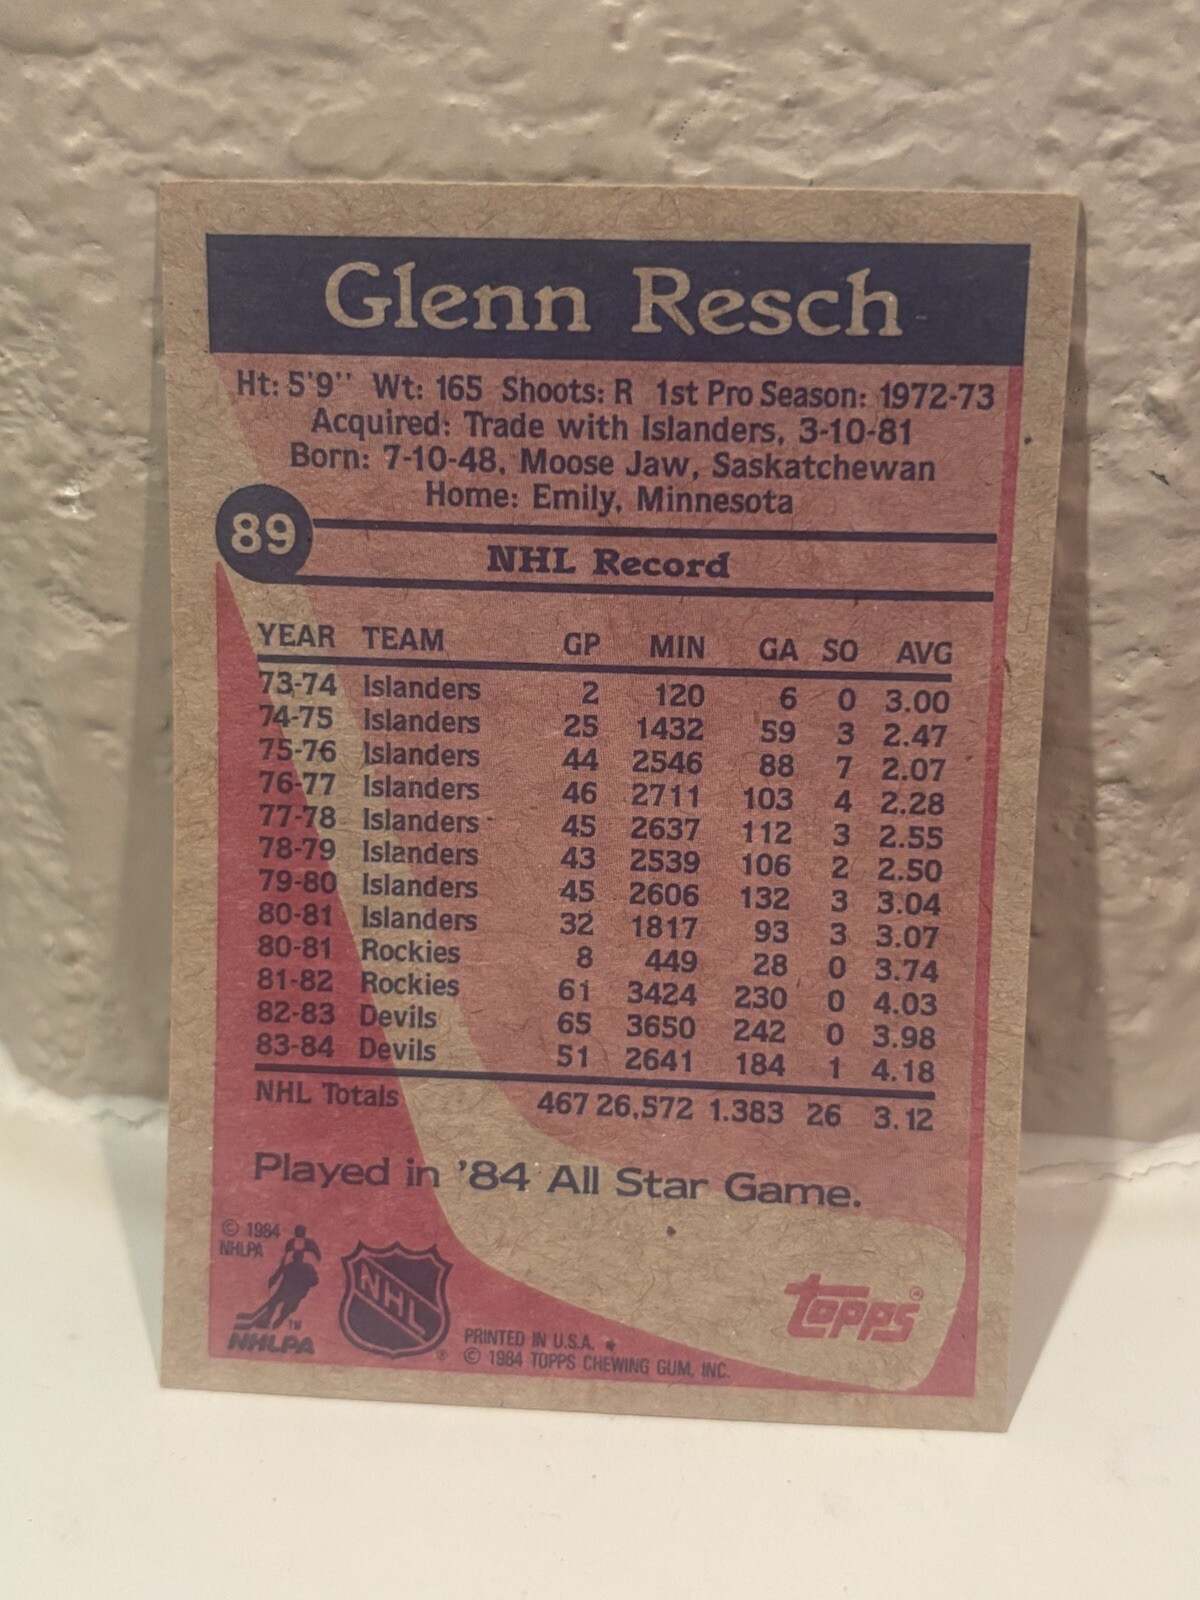 Glenn Resch
Ht: 5'9" Wt: 165 Shoots: R 1st Pro Season: 1972-73
Acquired: Trade with Islanders, 3-10-81
Born: 7-10-48, Moose Jaw, Saskatchewan
Home: Emily, Minnesota
89
NHL Record
YEAR TEAM GP MIN GA SO AVG
73-74 Islanders 2 120 6 0 3.00
74-75 Islanders 25 1432 59 3 2.47
75-76 Islanders 44 2546 88 7 2.07
76-77 Islanders 46 2711 103 4 2.28
77-78 Islanders 45 2637 112 3 2.55
78-79 Islanders 43 2539 106 2 2.50
79-80 Islanders 45 2606 132 3 3.04
80-81 Islanders 32 1817 93 3 3.07
80-81 Rockies 8 449 28 0 3.74
81-82 Rockies 61 3424 230 0 4.03
82-83 Devils 65 3650 242 0 3.98
83-84 Devils 51 2641 184 1 4.18
NHL Totals 467 26,572 1.383 26 3.12
Played in '84 All Star Game.
© 1984
NHLPA
TM
NHLPA
NHL
®
PRINTED IN U.S.A. ★
© 1984 TOPPS CHEWING GUM, INC.
topps®